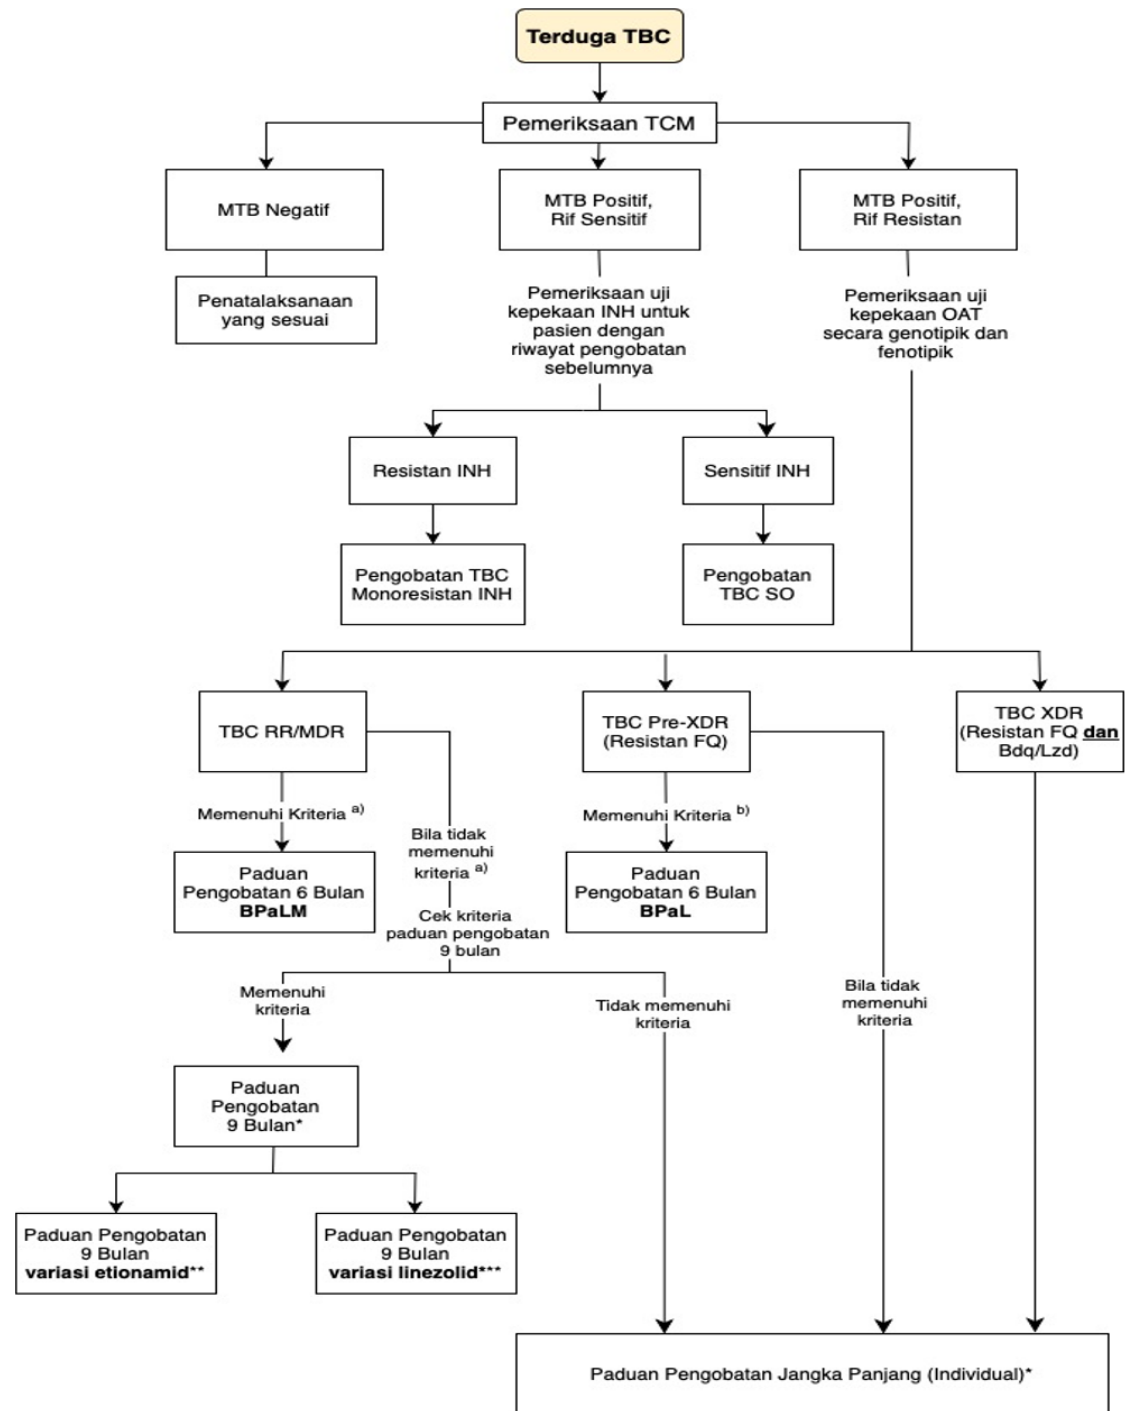 Terduga TBC
Pemeriksaan TCM
MTB Negatif
MTB Positif,
Rif Sensitif
MTB Positif,
Rif Resistan
Penatalaksanaan
yang sesuai
Pemeriksaan uji
kepekaan INH untuk
pasien dengan
riwayat pengobatan
sebelumnya
Pemeriksaan uji
kepekaan OAT
secara genotipik dan
fenotipik
Resistan INH
Sensitif INH
Pengobatan TBC
Monoresistan INH
Pengobatan
TBC SO
TBC RR/MDR
TBC Pre-XDR
(Resistan FQ)
TBC XDR
(Resistan FQ dan
Bdq/Lzd)
Memenuhi Kriteria a)
Bila tidak
memenuhi
kriteria a)
Memenuhi Kriteria b)
Paduan
Pengobatan 6 Bulan
BPaLM
Cek kriteria
paduan pengobatan
9 bulan
Paduan
Pengobatan 6 Bulan
BPaL
Memenuhi
kriteria
Tidak memenuhi
kriteria
Bila tidak
memenuhi
kriteria
Paduan
Pengobatan
9 Bulan*
Paduan Pengobatan
9 Bulan
variasi etionamid**
Paduan Pengobatan
9 Bulan
variasi linezolid***
Paduan Pengobatan Jangka Panjang (Individual)*